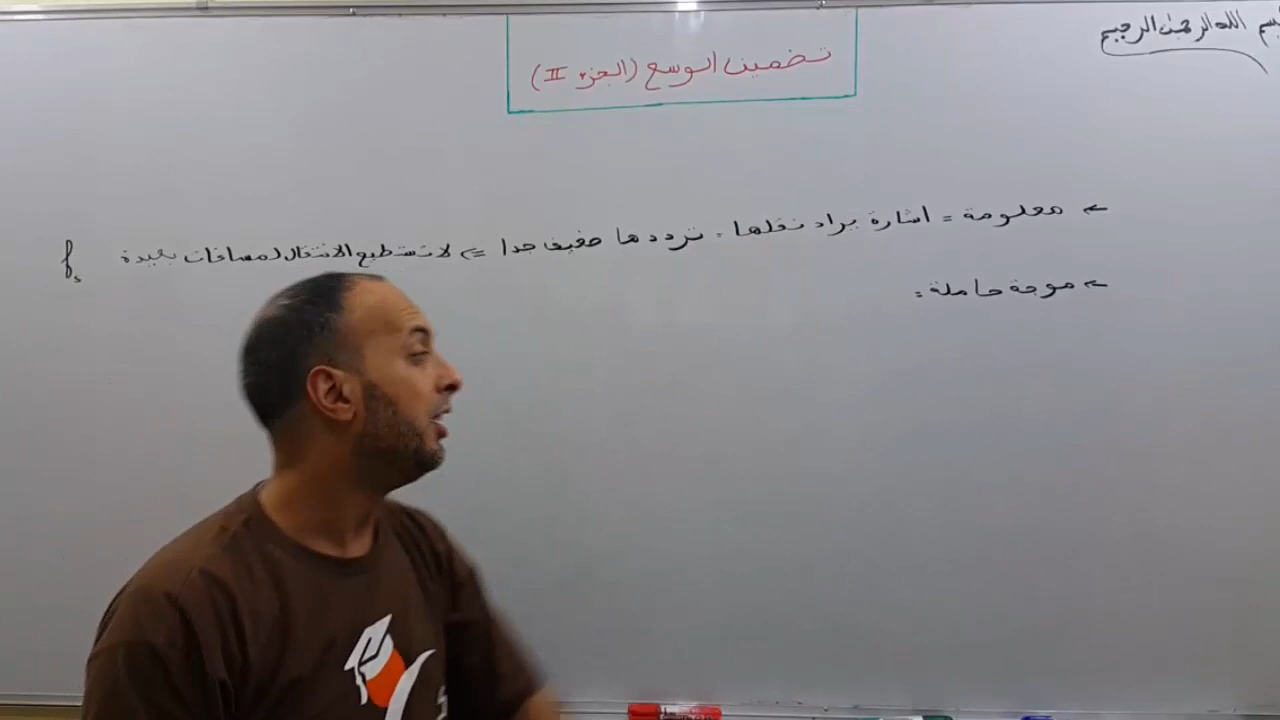 بسم الله الرحمن الرحيم
تضمين الوسع (الجزء II)
← معلومة = اشارة يراد نقلها ، ترددها ضعيف جدا => لا تستطيع الانتقال لمسافات بعيدة fs
← موجة حاملة :